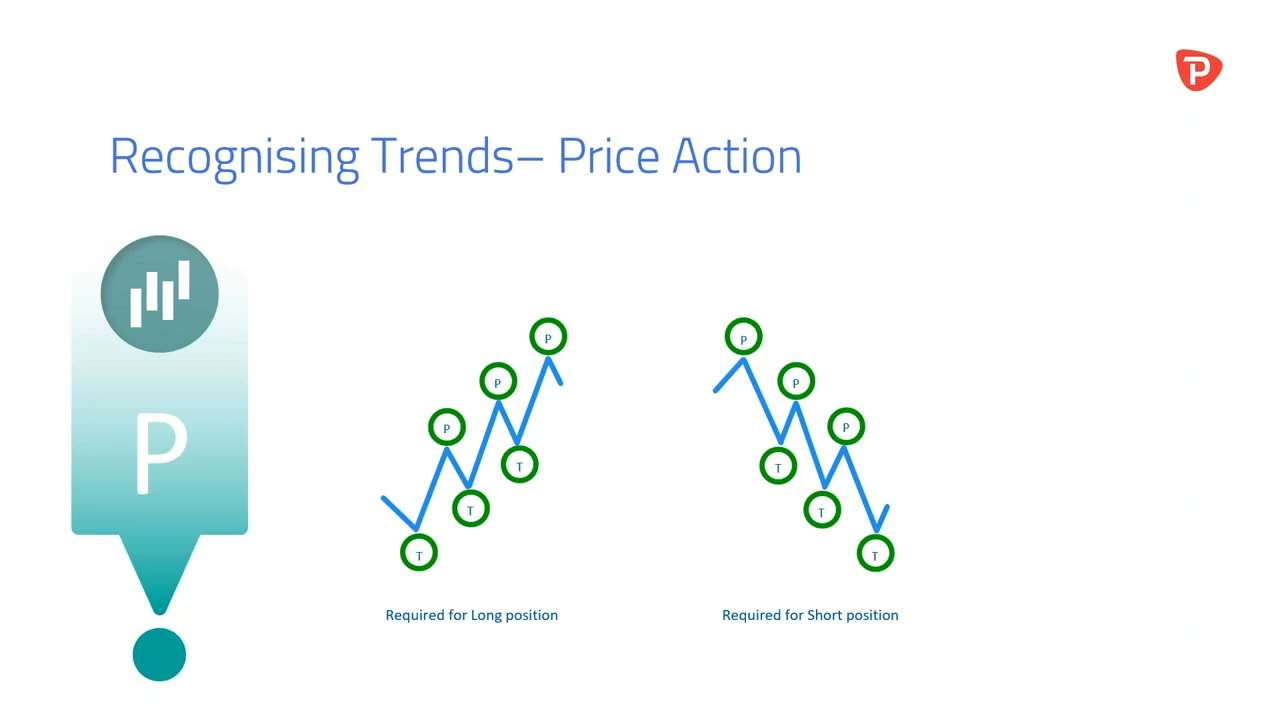 P
Recognising Trends– Price Action
P
P
P
P
T
T
T
P
P
P
T
T
T
Required for Long position
Required for Short position